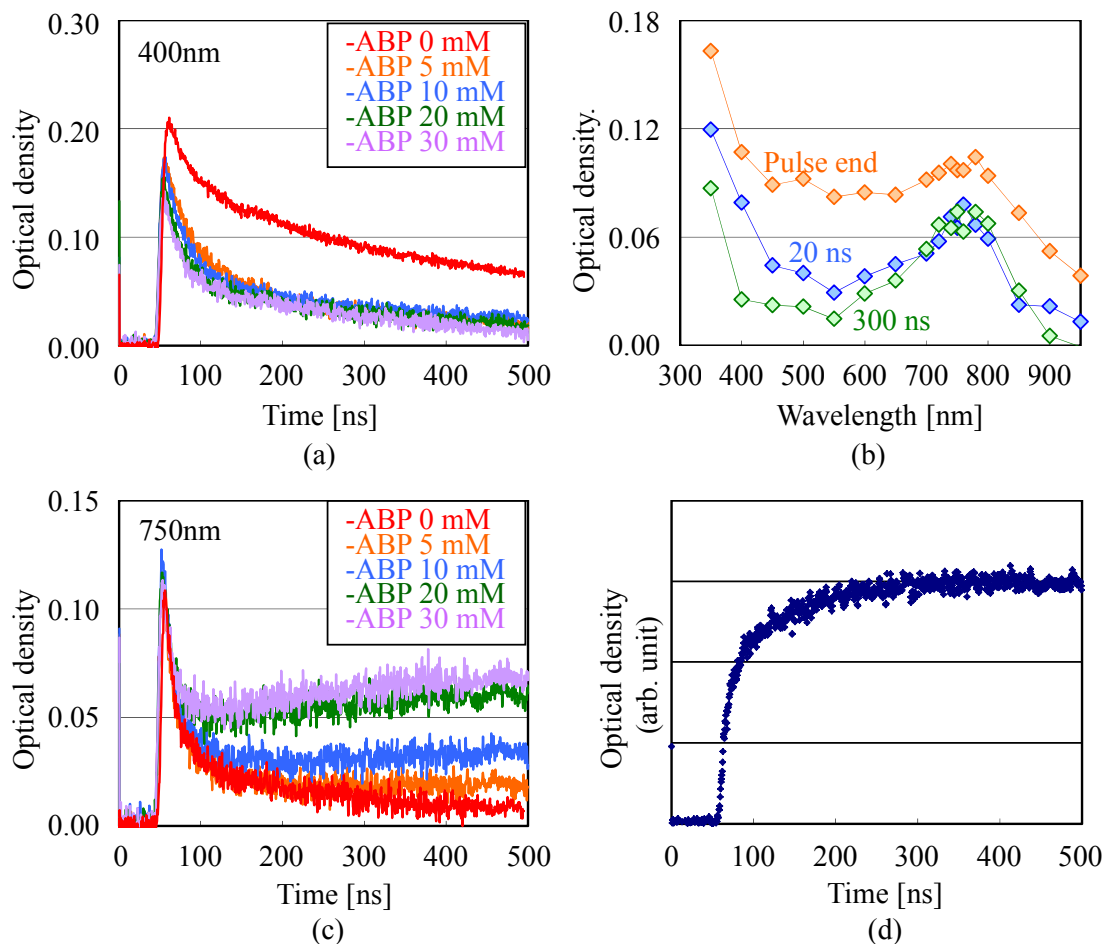 0.30
400nm
-ABP 0 mM
-ABP 5 mM
-ABP 10 mM
-ABP 20 mM
-ABP 30 mM
0.20
0.10
0.00
Optical density
0 100 200 300 400 500
Time [ns]
(a)
0.18
0.12
0.06
0.00
Optical density.
Pulse end
20 ns
300 ns
300 400 500 600 700 800 900
Wavelength [nm]
(b)
0.15
750nm
-ABP 0 mM
-ABP 5 mM
-ABP 10 mM
-ABP 20 mM
-ABP 30 mM
0.10
0.05
0.00
Optical density
0 100 200 300 400 500
Time [ns]
(c)
Optical density
(arb. unit)
0 100 200 300 400 500
Time [ns]
(d)